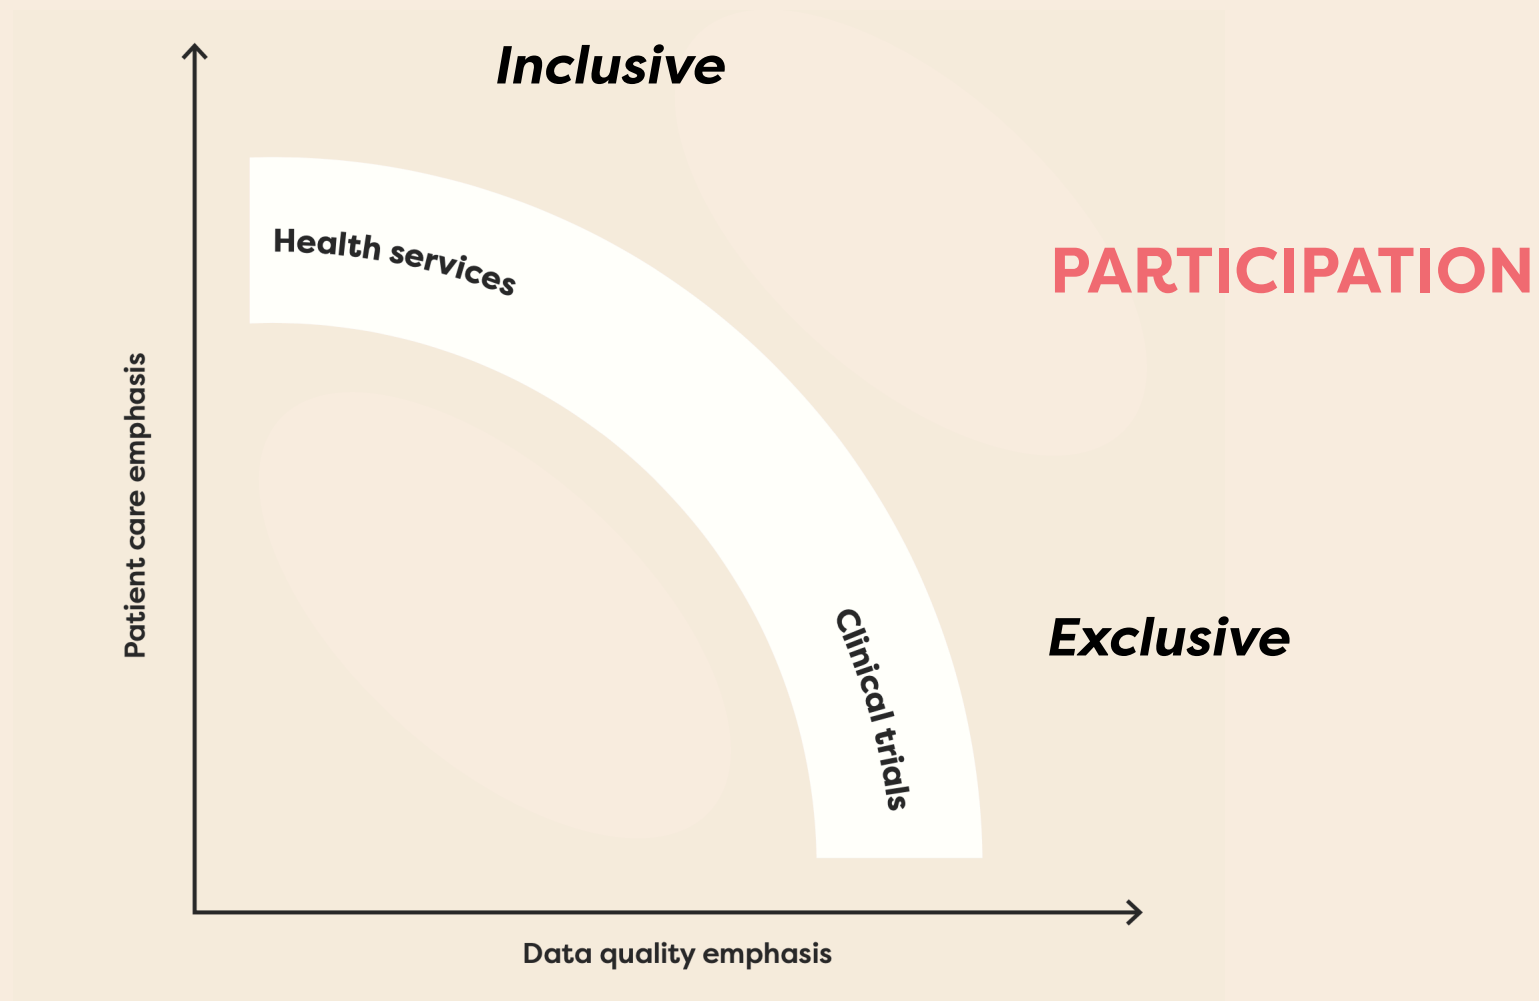 Inclusive
Health services
PARTICIPATION
Patient care emphasis
Exclusive
Clinical trials
Data quality emphasis